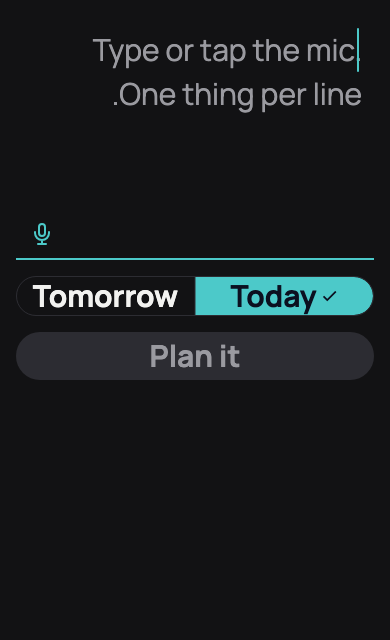 Type or tap the mic.
.One thing per line
Tomorrow
Today
Plan it